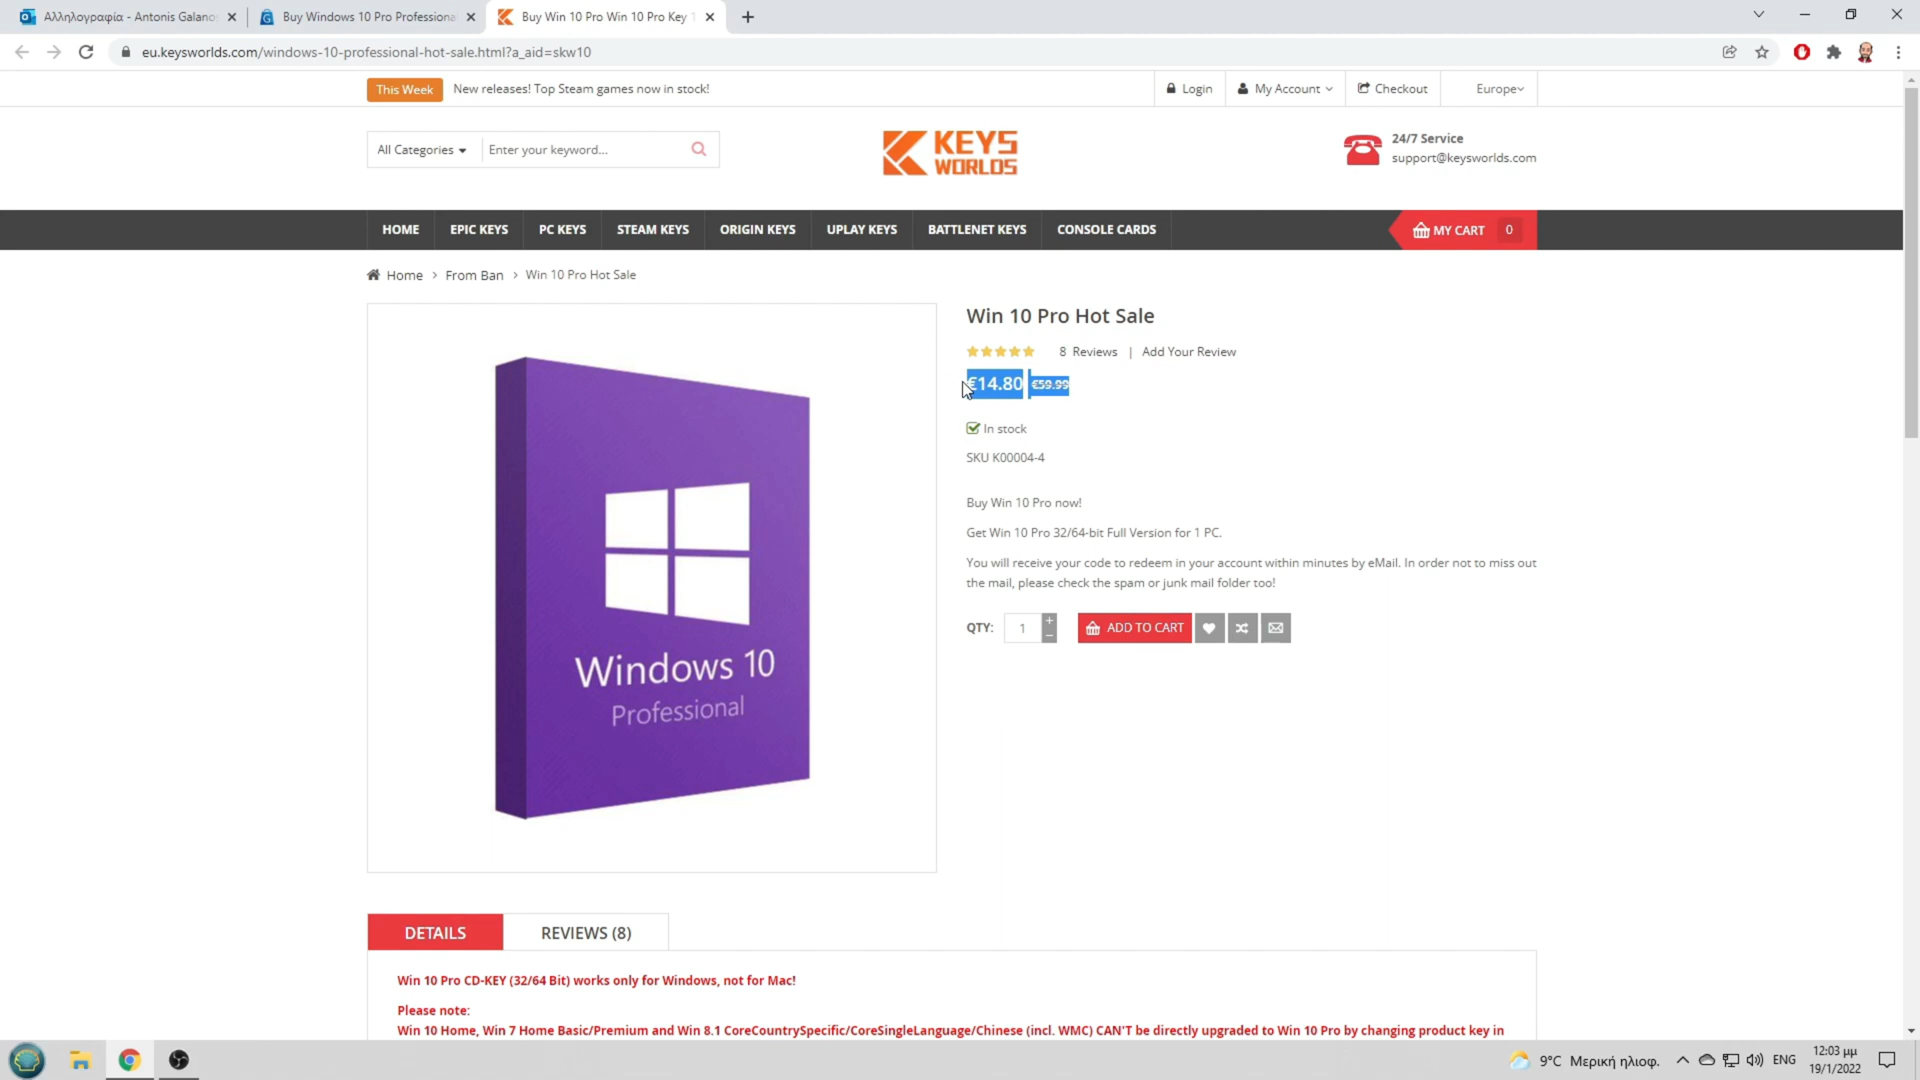 Αλληλογραφία - Antonis Galanos
Buy Windows 10 Pro Professional
Buy Win 10 Pro Win 10 Pro Key
eu.keysworlds.com/windows-10-professional-hot-sale.html?a_aid=skw10
This Week
New releases! Top Steam games now in stock!
Login
My Account
Checkout
Europe
All Categories
Enter your keyword...
KEYS
WORLDS
24/7 Service
support@keysworlds.com
HOME
EPIC KEYS
PC KEYS
STEAM KEYS
ORIGIN KEYS
UPLAY KEYS
BATTLENET KEYS
CONSOLE CARDS
MY CART 0
Home > From Ban > Win 10 Pro Hot Sale
Windows 10
Professional
Win 10 Pro Hot Sale
8 Reviews | Add Your Review
€14.80 €59.99
In stock
SKU K00004-4
Buy Win 10 Pro now!
Get Win 10 Pro 32/64-bit Full Version for 1 PC.
You will receive your code to redeem in your account within minutes by eMail. In order not to miss out
the mail, please check the spam or junk mail folder too!
QTY: 1
ADD TO CART
DETAILS
REVIEWS (8)
Win 10 Pro CD-KEY (32/64 Bit) works only for Windows, not for Mac!
Please note:
Win 10 Home, Win 7 Home Basic/Premium and Win 8.1 CoreCountrySpecific/CoreSingleLanguage/Chinese (incl. WMC) CAN'T be directly upgraded to Win 10 Pro by changing product key in
9°C Μερική ηλιοφ.
ENG
12:03 μμ
19/1/2022